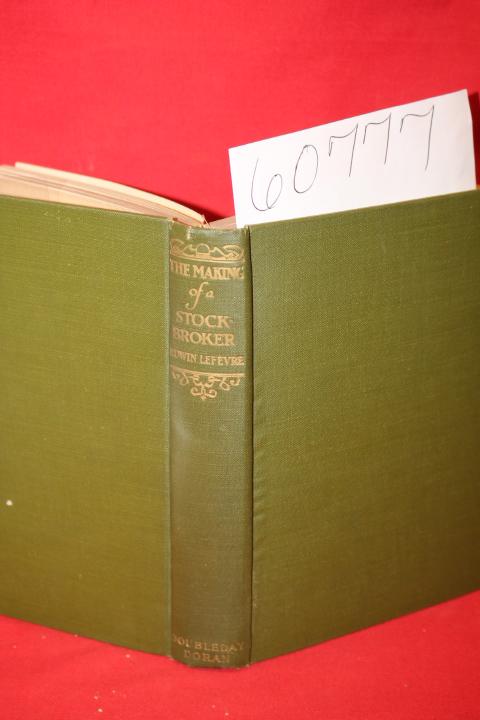 60777
THE MAKING
of a
STOCK-
BROKER
EDWIN LEFEVRE
DOUBLEDAY
DORAN